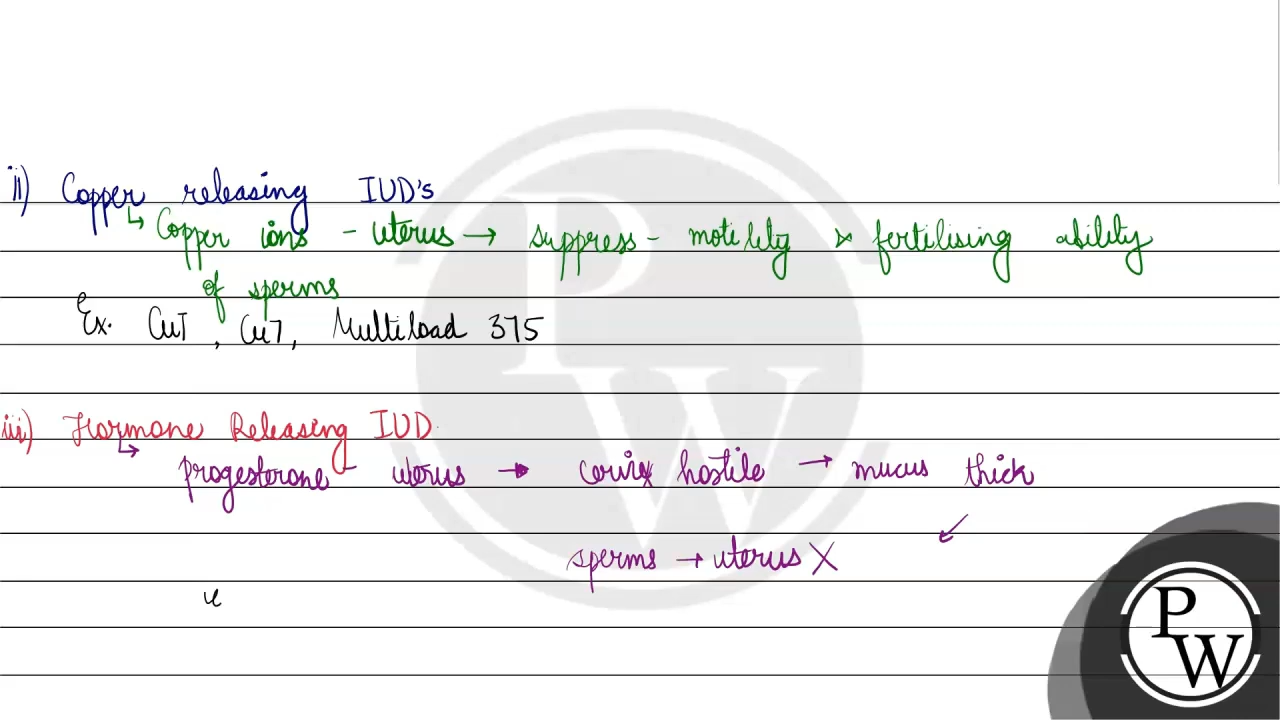 ii) Copper releasing IUD's
↳ Copper ions - uterus → suppress - motility & fertilising ability
of sperms
Ex. CuT, Cu7, Multiload 375
iii) Hormone Releasing IUD
↳ progesterone - uterus → cervix hostile → mucus thick
↙
sperms → uterus X
P
W
P
W